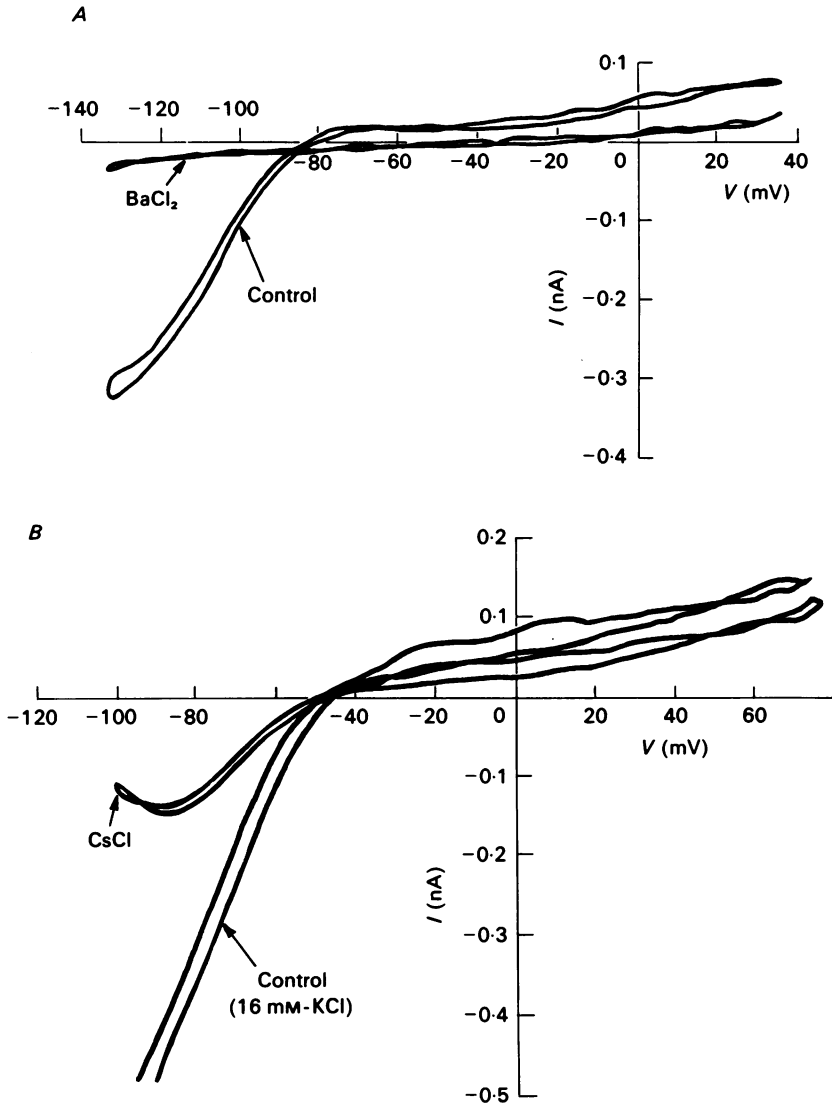 A
0·1
−140 −120 −100
−80 −60 −40 −20 0 20 40
V (mV)
BaCl₂
−0·1
Control
I (nA)
−0·2
−0·3
−0·4
B
0·2
0·1
−120 −100 −80 −60 −40 −20 0 20 40 60
V (mV)
−0·1
CsCl
−0·2
I (nA)
−0·3
Control
(16 mM-KCl)
−0·4
−0·5